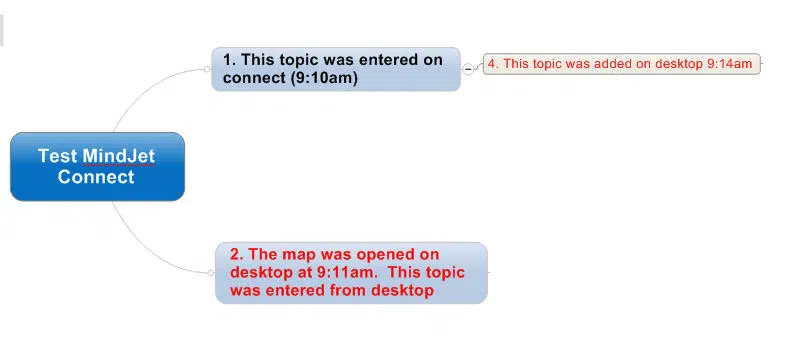 1. This topic was entered on
connect (9:10am)
4. This topic was added on desktop 9:14am
Test MindJet
Connect
2. The map was opened on
desktop at 9:11am.  This topic
was entered from desktop